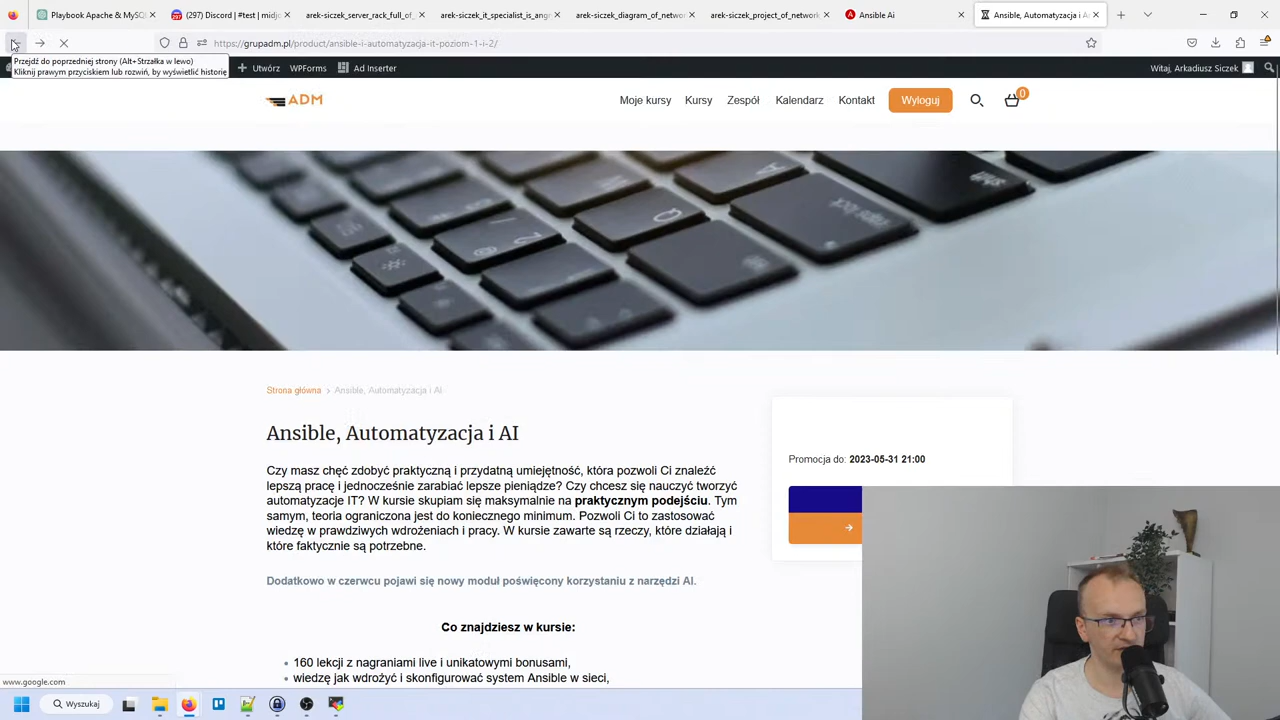 Playbook Apache & MySQL
(297) Discord | #test | midjo
arek-siczek_server_rack_full_of_
arek-siczek_it_specialist_is_angr
arek-siczek_diagram_of_networ
arek-siczek_project_of_network
Ansible Ai
Ansible, Automatyzacja i A
https://grupadm.pl/product/ansible-i-automatyzacja-it-poziom-1-i-2/
Przejdź do poprzedniej strony (Alt+Strzałka w lewo)
Kliknij prawym przyciskiem lub rozwiń, by wyświetlić historię
Utwórz
WPForms
Ad Inserter
Witaj, Arkadiusz Siczek
ADM
Moje kursy
Kursy
Zespół
Kalendarz
Kontakt
Wyloguj
0
Strona główna > Ansible, Automatyzacja i AI
Ansible, Automatyzacja i AI
Czy masz chęć zdobyć praktyczną i przydatną umiejętność, która pozwoli Ci znaleźć
lepszą pracę i jednocześnie zarabiać lepsze pieniądze? Czy chcesz się nauczyć tworzyć
automatyzacje IT? W kursie skupiam się maksymalnie na praktycznym podejściu. Tym
samym, teoria ograniczona jest do koniecznego minimum. Pozwoli Ci to zastosować
wiedzę w prawdziwych wdrożeniach i pracy. W kursie zawarte są rzeczy, które działają i
które faktycznie są potrzebne.
Promocja do: 2023-05-31 21:00
Dodatkowo w czerwcu pojawi się nowy moduł poświęcony korzystaniu z narzędzi AI.
Co znajdziesz w kursie:
160 lekcji z nagraniami live i unikatowymi bonusami,
wiedzę jak wdrożyć i skonfigurować system Ansible w sieci,
www.google.com
Wyszukaj